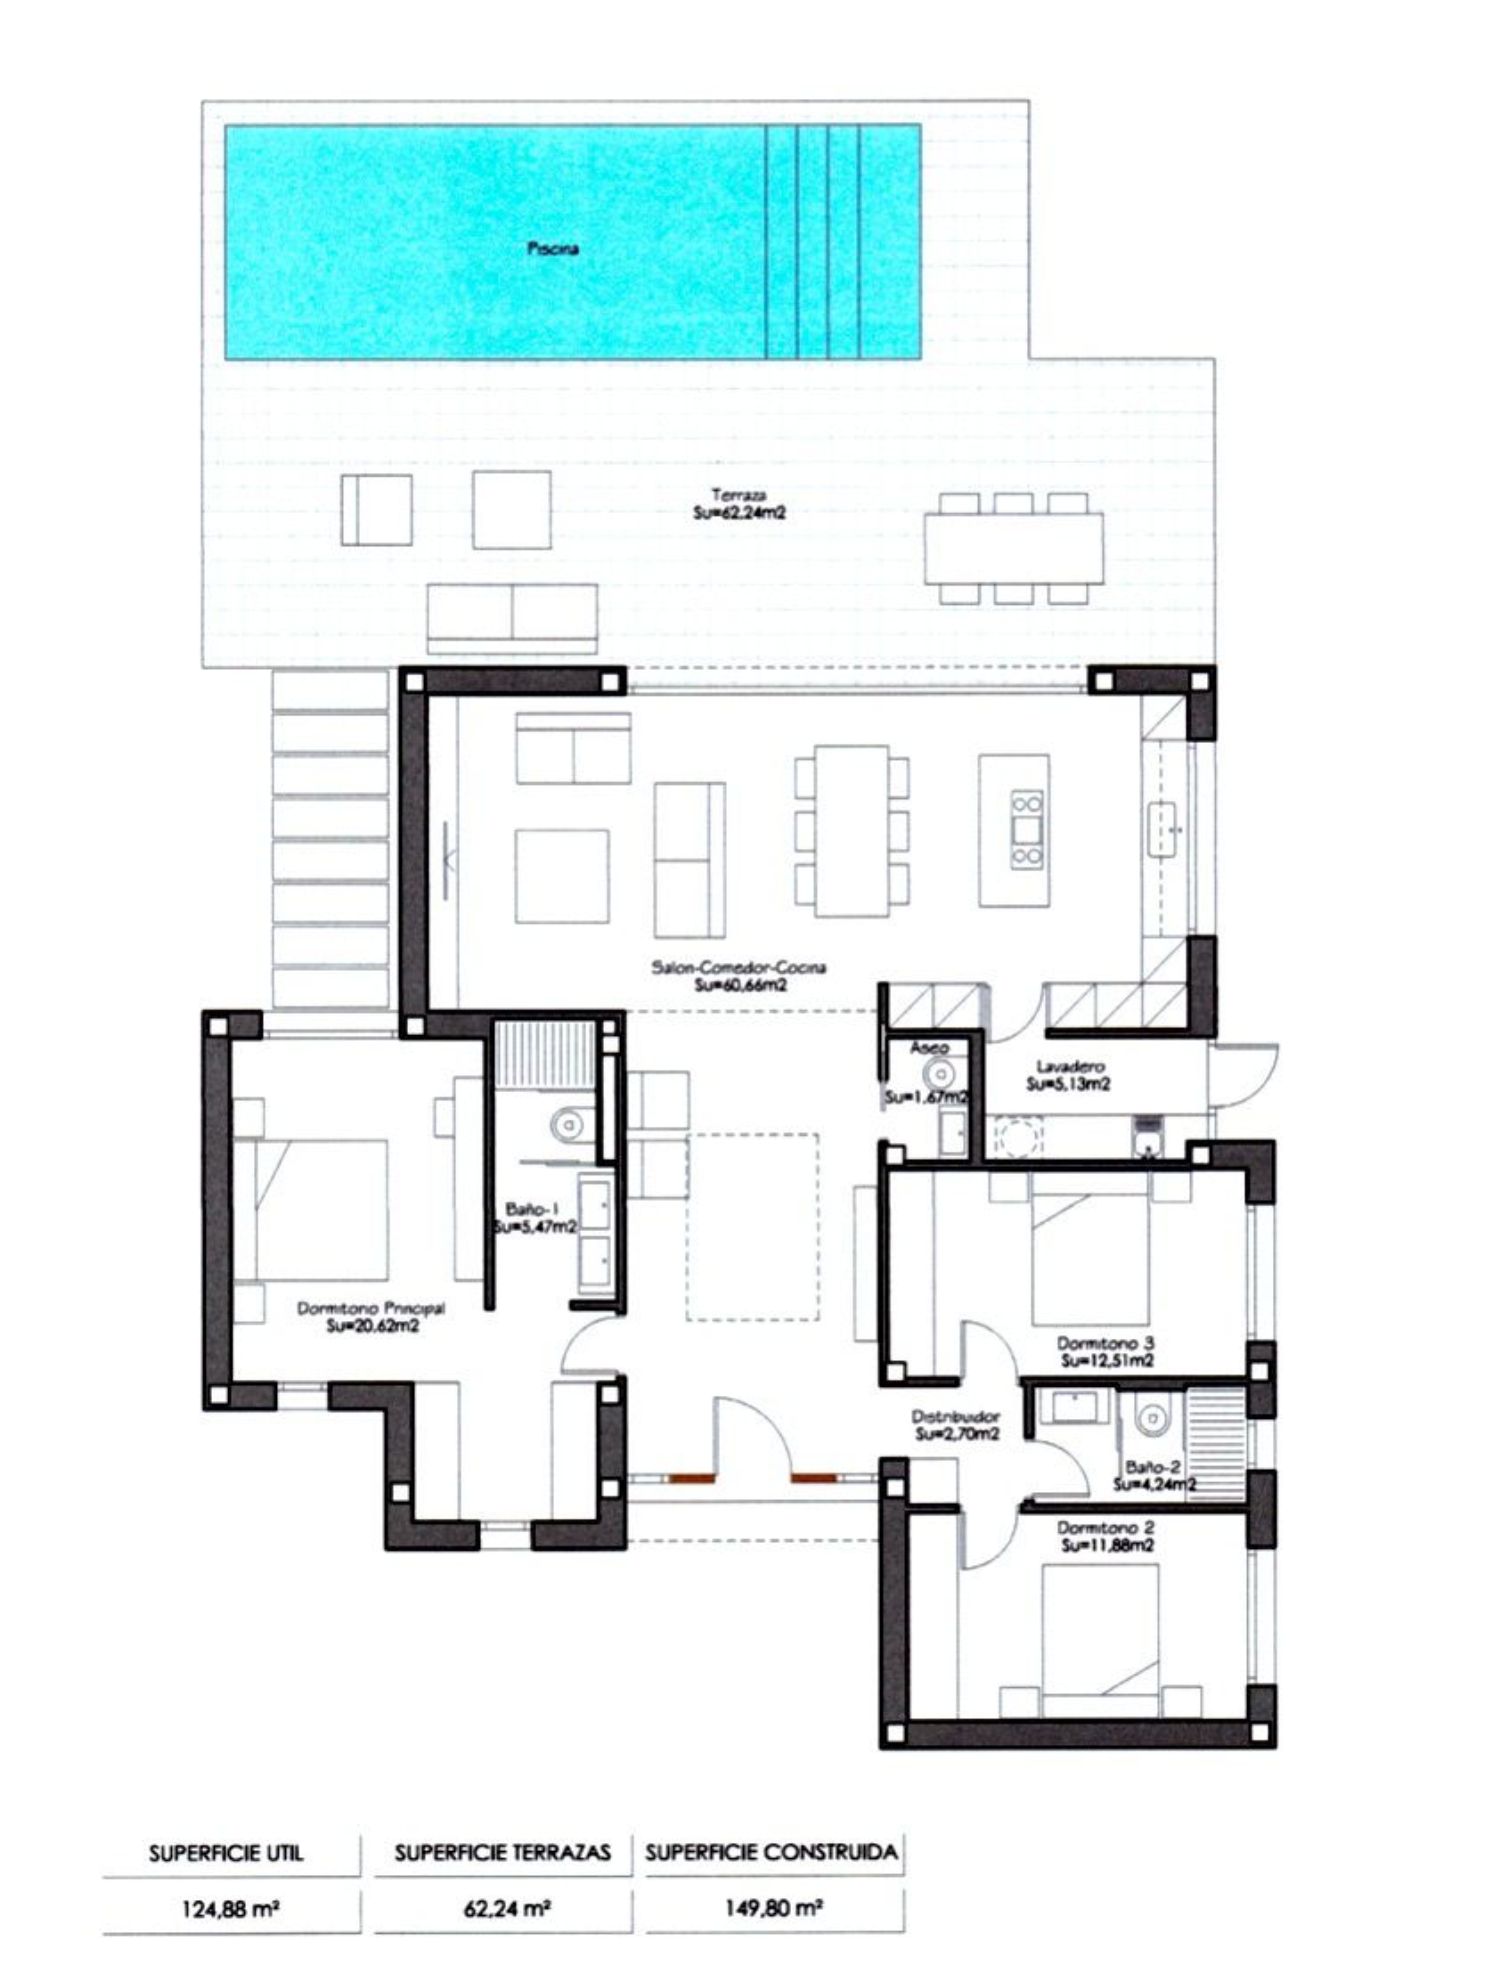 Piscina
Terraza
Su=62,24m2
Salon-Comedor-Cocina
Su=60,66m2
Aseo
Su=1,67m2
Lavadero
Su=5,13m2
Baño-1
Su=5,47m2
Dormitorio Principal
Su=20,62m2
Dormitorio 3
Su=12,51m2
Distribuidor
Su=2,70m2
Baño-2
Su=4,24m2
Dormitorio 2
Su=11,88m2
SUPERFICIE UTIL SUPERFICIE TERRAZAS SUPERFICIE CONSTRUIDA
124,88 m² 62,24 m² 149,80 m²